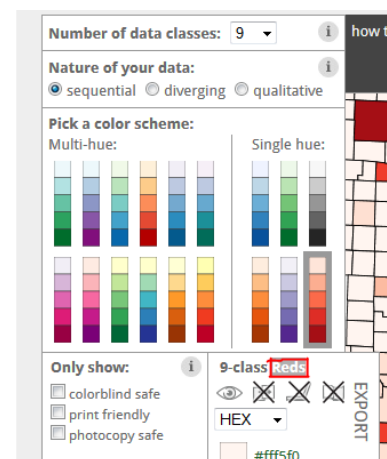 Number of data classes: 9 i
how t
Nature of your data: i
sequential diverging qualitative
Pick a color scheme:
Multi-hue: Single hue:
Only show: i
colorblind safe
print friendly
photocopy safe
9-class Reds
HEX
EXPORT
#fff5f0